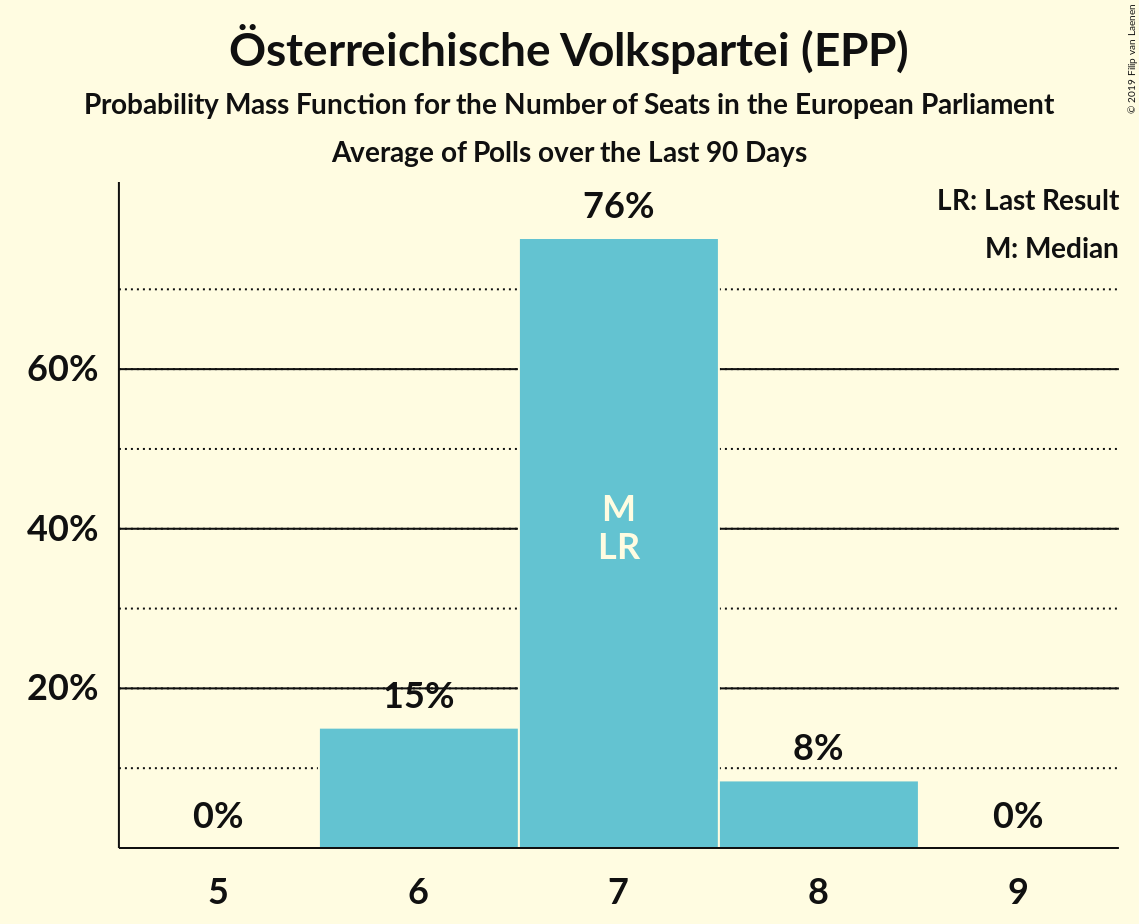 Österreichische Volkspartei (EPP)
Probability Mass Function for the Number of Seats in the European Parliament
Average of Polls over the Last 90 Days
© 2019 Filip van Laenen
LR: Last Result
M: Median
76%
60%
M
40%
LR
20%
15%
8%
0%
0%
5
6
7
8
9